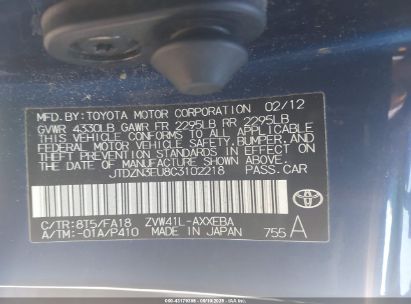 MFD.BY:TOYOTA MOTOR CORPORATION 02/12
GVWR 4330LB GAWR FR 2295LB RR 2295LB
THIS VEHICLE CONFORMS TO ALL APPLICABLE
FEDERAL MOTOR VEHICLE SAFETY, BUMPER,
AND THEFT PREVENTION STANDARDS IN EFFECT ON
THE DATE OF MANUFACTURE SHOWN ABOVE.
JTDZN3EU8C3102218 PASS.CAR
C/TR:8T5/FA18 ZVW41L-AXXEBA
A/TM:-01A/P410 MADE IN JAPAN 755 A
TOYOTA